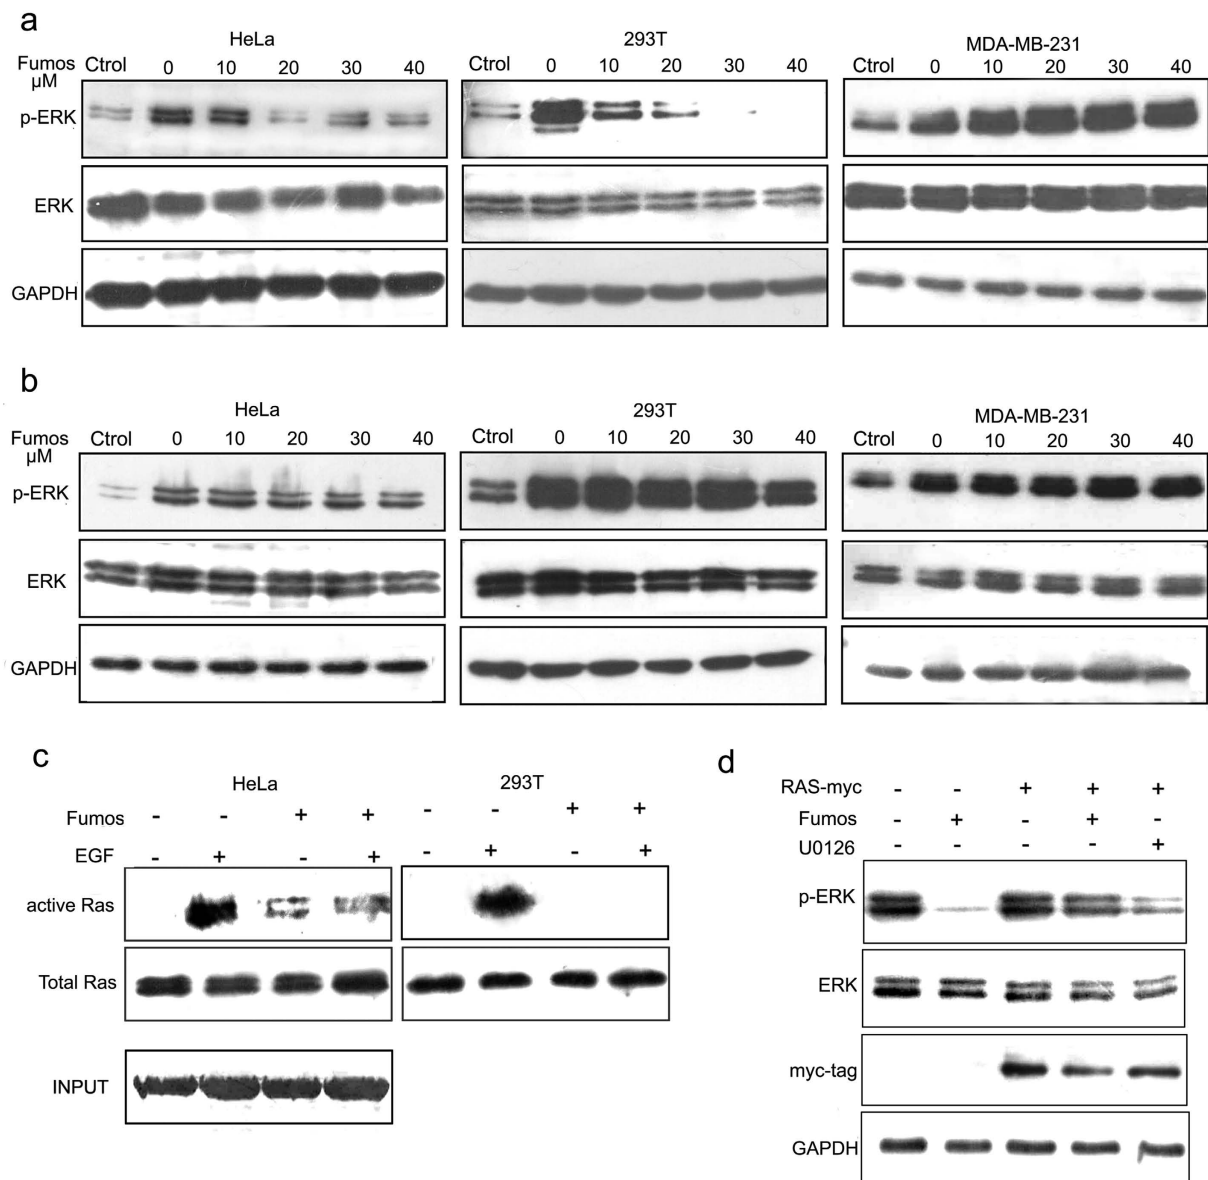 a
HeLa
293T
MDA-MB-231
Fumos
µM
Ctrol 0 10 20 30 40
Ctrol 0 10 20 30 40
Ctrol 0 10 20 30 40
p-ERK
ERK
GAPDH
b
HeLa
293T
MDA-MB-231
Fumos
µM
Ctrol 0 10 20 30 40
Ctrol 0 10 20 30 40
Ctrol 0 10 20 30 40
p-ERK
ERK
GAPDH
c
HeLa
293T
Fumos - - + + - - + +
EGF - + - + - + - +
active Ras
Total Ras
INPUT
d
RAS-myc - - + + +
Fumos - + - + -
U0126 - - - - +
p-ERK
ERK
myc-tag
GAPDH